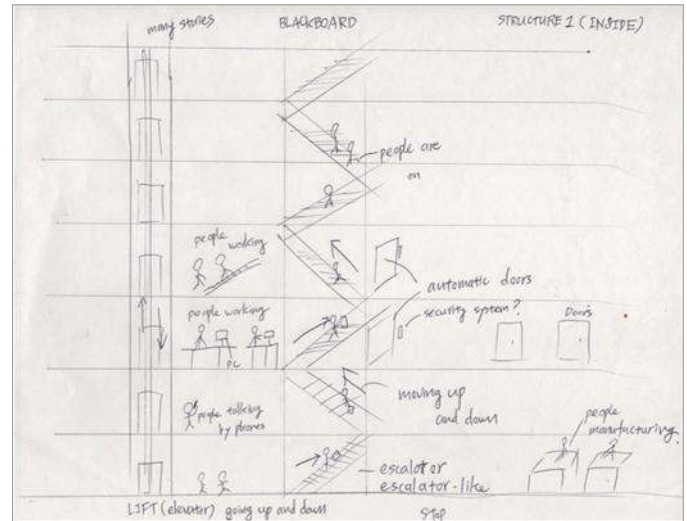 many stories
BLACKBOARD
STRUCTURE 1 (INSIDE)
people are
on
people
working
automatic doors
people working
security system?
Doors
PC
moving up
and down
people talking
by phones
people
manufacturing.
escalator
escalator-like
LIFT (elevator) going up and down